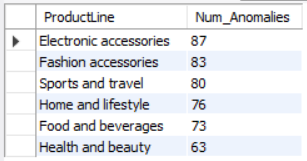 ProductLine Num_Anomalies
Electronic accessories 87
Fashion accessories 83
Sports and travel 80
Home and lifestyle 76
Food and beverages 73
Health and beauty 63